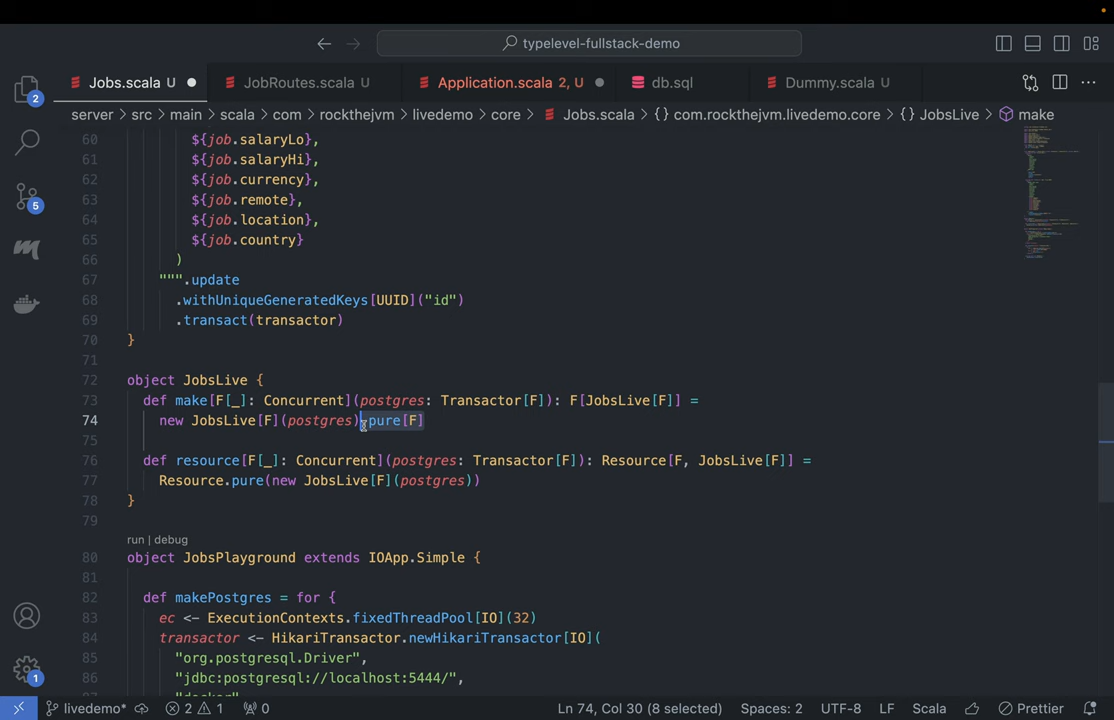 typelevel-fullstack-demo
Jobs.scala U JobRoutes.scala U Application.scala 2, U db.sql Dummy.scala U
server > src > main > scala > com > rockthejvm > livedemo > core > Jobs.scala > {} com.rockthejvm.livedemo.core > {} JobsLive > make
60 ${job.salaryLo},
61 ${job.salaryHi},
62 ${job.currency},
63 ${job.remote},
64 ${job.location},
65 ${job.country}
66 )
67 """.update
68 .withUniqueGeneratedKeys[UUID]("id")
69 .transact(transactor)
70 }
71
72 object JobsLive {
73 def make[F[_]: Concurrent](postgres: Transactor[F]): F[JobsLive[F]] =
74 new JobsLive[F](postgres).pure[F]
75
76 def resource[F[_]: Concurrent](postgres: Transactor[F]): Resource[F, JobsLive[F]] =
77 Resource.pure(new JobsLive[F](postgres))
78 }
79
run | debug
80 object JobsPlayground extends IOApp.Simple {
81
82 def makePostgres = for {
83 ec <- ExecutionContexts.fixedThreadPool[IO](32)
84 transactor <- HikariTransactor.newHikariTransactor[IO](
85 "org.postgresql.Driver",
86 "jdbc:postgresql://localhost:5444/",
2
5
1
livedemo* 2 1 0 Ln 74, Col 30 (8 selected) Spaces: 2 UTF-8 LF Scala Prettier